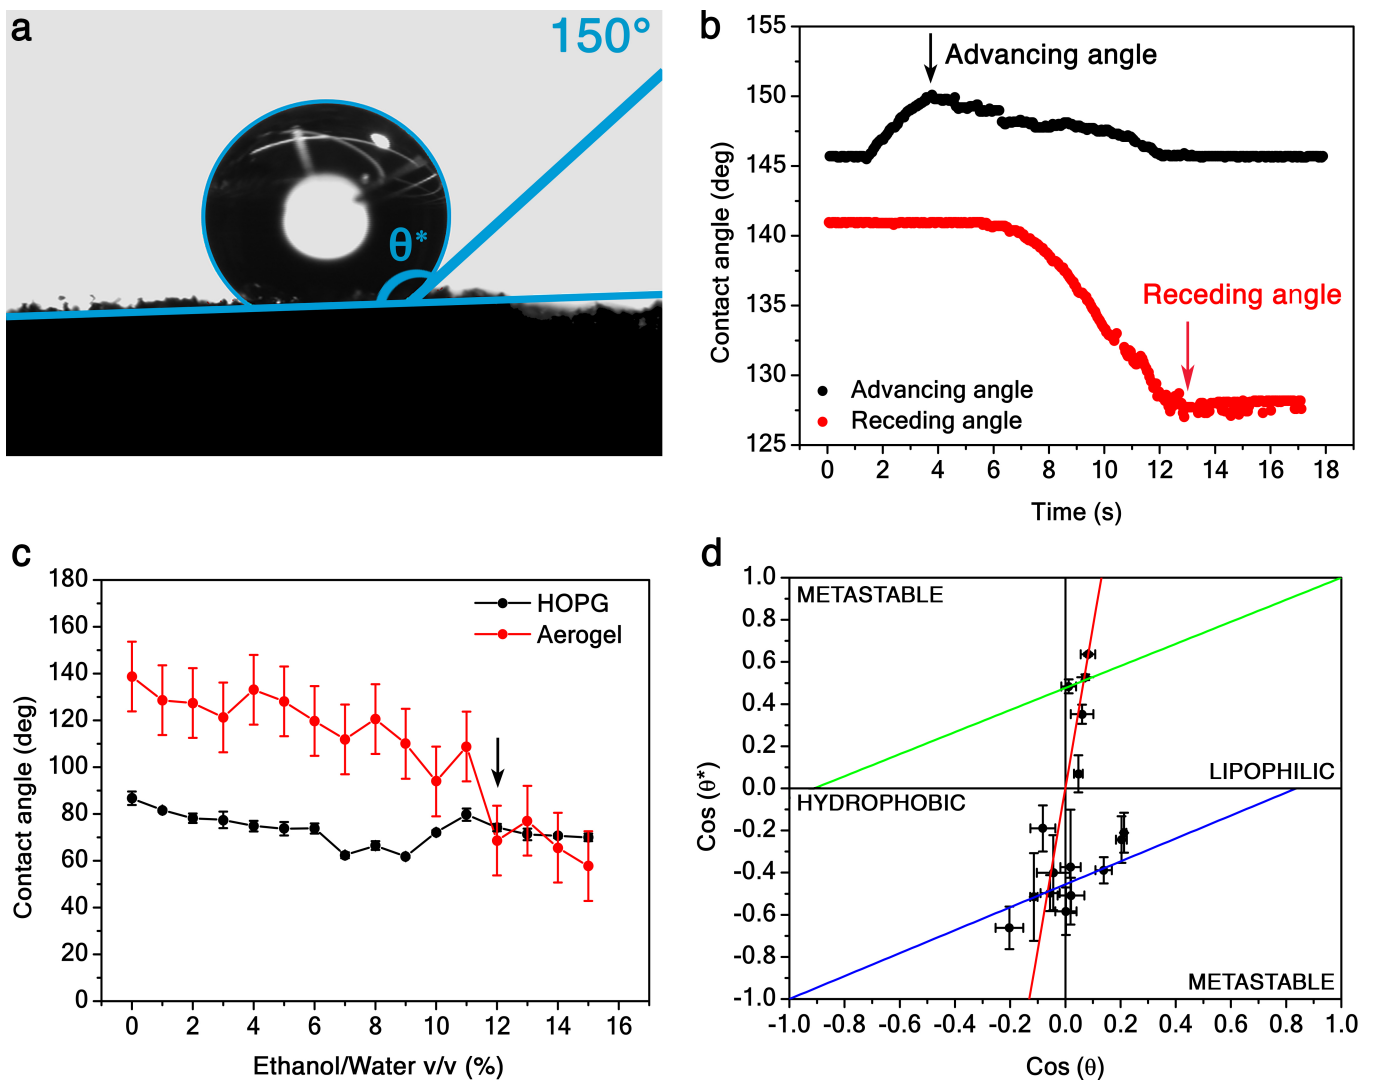 a
150°
θ*
b
155
150
145
140
135
130
125
Contact angle (deg)
Advancing angle
Receding angle
Advancing angle
Receding angle
0 2 4 6 8 10 12 14 16 18
Time (s)
c
180
160
140
120
100
80
60
40
20
0
Contact angle (deg)
HOPG
Aerogel
0 2 4 6 8 10 12 14 16
Ethanol/Water v/v (%)
d
1.0
0.8
0.6
0.4
0.2
0.0
-0.2
-0.4
-0.6
-0.8
-1.0
Cos (θ*)
METASTABLE
LIPOPHILIC
HYDROPHOBIC
METASTABLE
-1.0 -0.8 -0.6 -0.4 -0.2 0.0 0.2 0.4 0.6 0.8 1.0
Cos (θ)